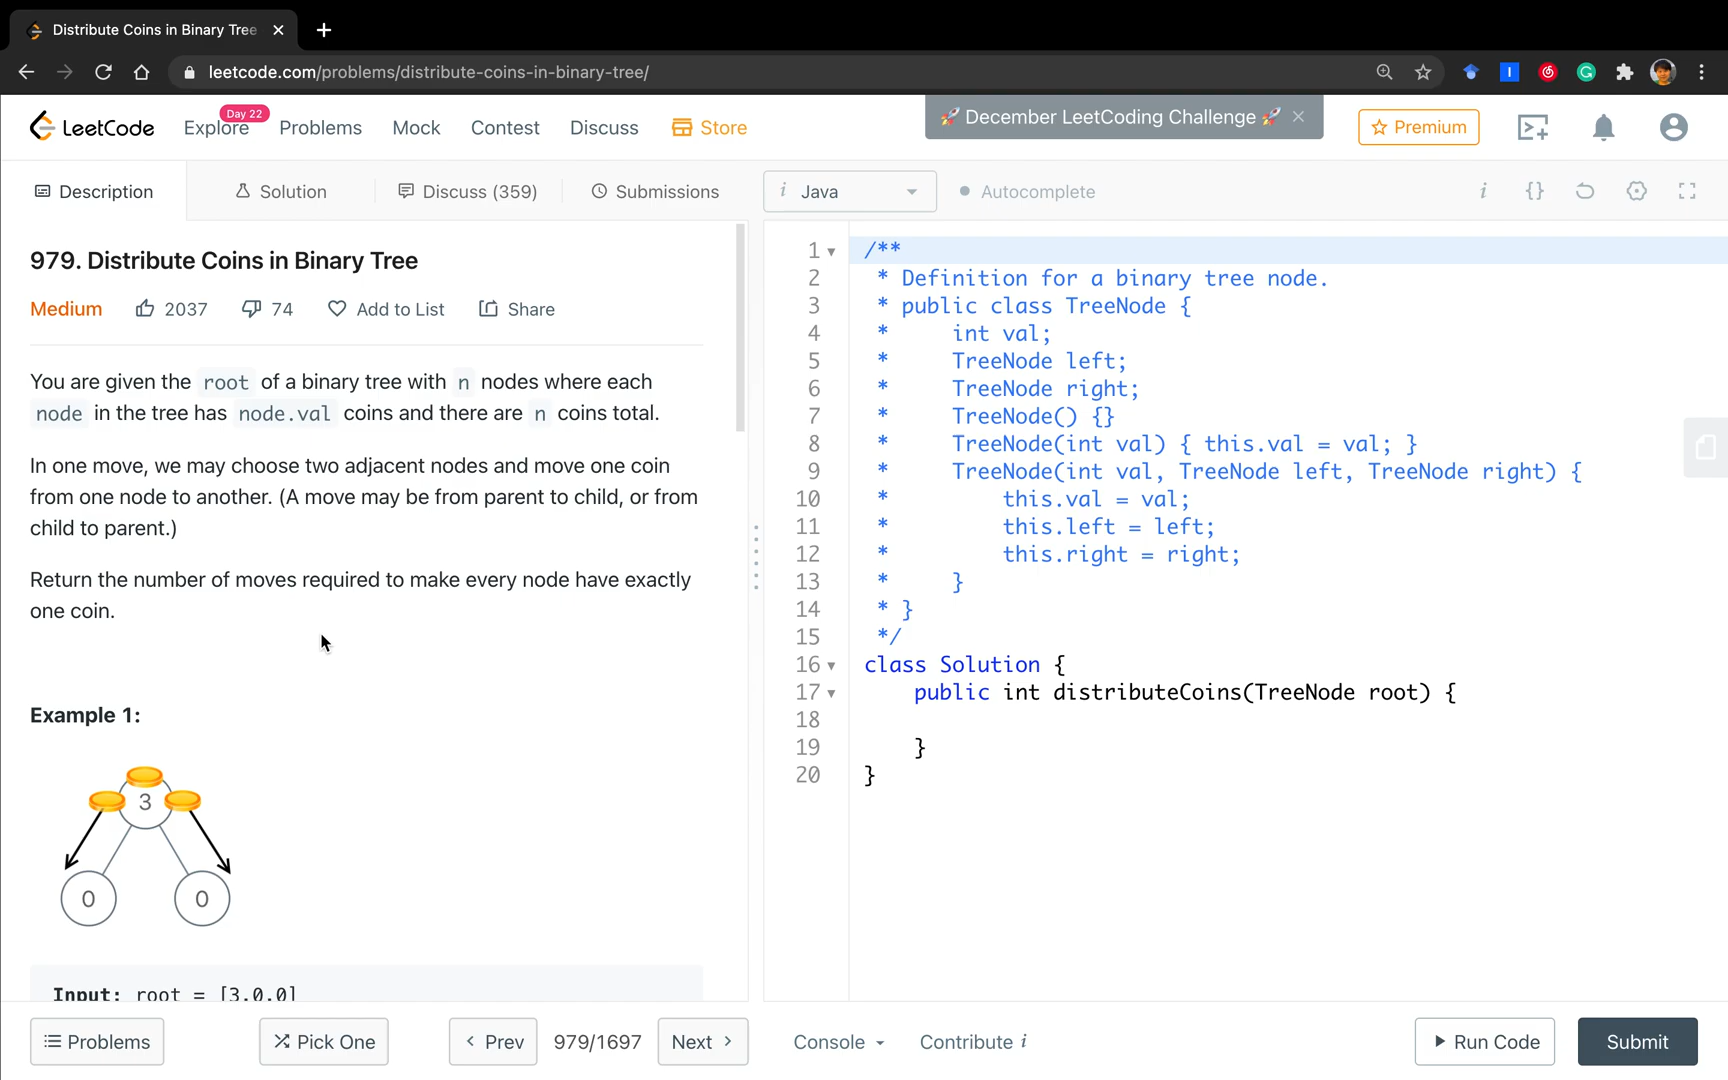 Distribute Coins in Binary Tree
leetcode.com/problems/distribute-coins-in-binary-tree/
LeetCode
Explore
Day 22
Problems
Mock
Contest
Discuss
Store
🚀 December LeetCoding Challenge 🚀
Premium
Description
Solution
Discuss (359)
Submissions
i Java
Autocomplete
979. Distribute Coins in Binary Tree
Medium 2037 74 Add to List Share
You are given the root of a binary tree with n nodes where each
node in the tree has node.val coins and there are n coins total.
In one move, we may choose two adjacent nodes and move one coin
from one node to another. (A move may be from parent to child, or from
child to parent.)
Return the number of moves required to make every node have exactly
one coin.
Example 1:
3
0 0
Input: root = [3,0,0]
1 /**
2 * Definition for a binary tree node.
3 * public class TreeNode {
4 * int val;
5 * TreeNode left;
6 * TreeNode right;
7 * TreeNode() {}
8 * TreeNode(int val) { this.val = val; }
9 * TreeNode(int val, TreeNode left, TreeNode right) {
10 * this.val = val;
11 * this.left = left;
12 * this.right = right;
13 * }
14 * }
15 */
16 class Solution {
17 public int distributeCoins(TreeNode root) {
18
19 }
20 }
Problems
Pick One
Prev
979/1697
Next
Console
Contribute i
Run Code
Submit